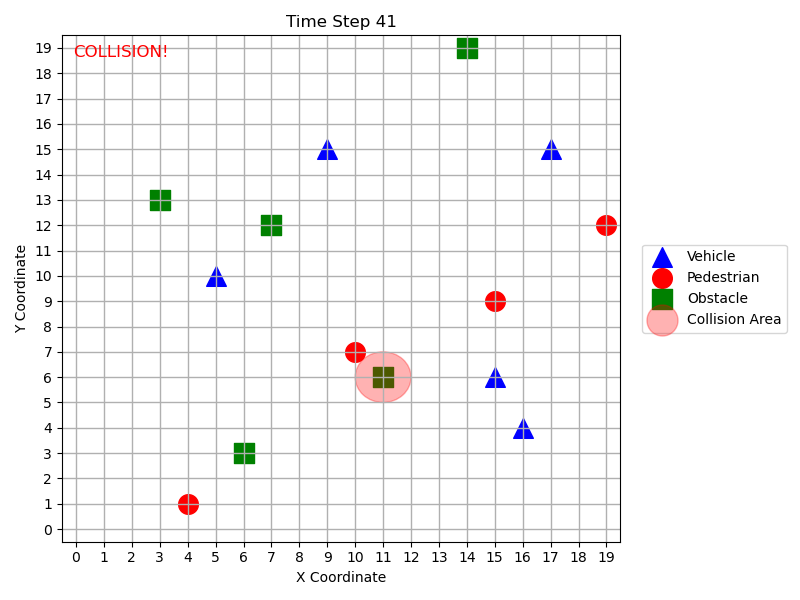 Time Step 41
COLLISION!
19
18
17
16
15
14
13
12
11
10
9
8
7
6
5
4
3
2
1
0
Y Coordinate
0 1 2 3 4 5 6 7 8 9 10 11 12 13 14 15 16 17 18 19
X Coordinate
Vehicle
Pedestrian
Obstacle
Collision Area